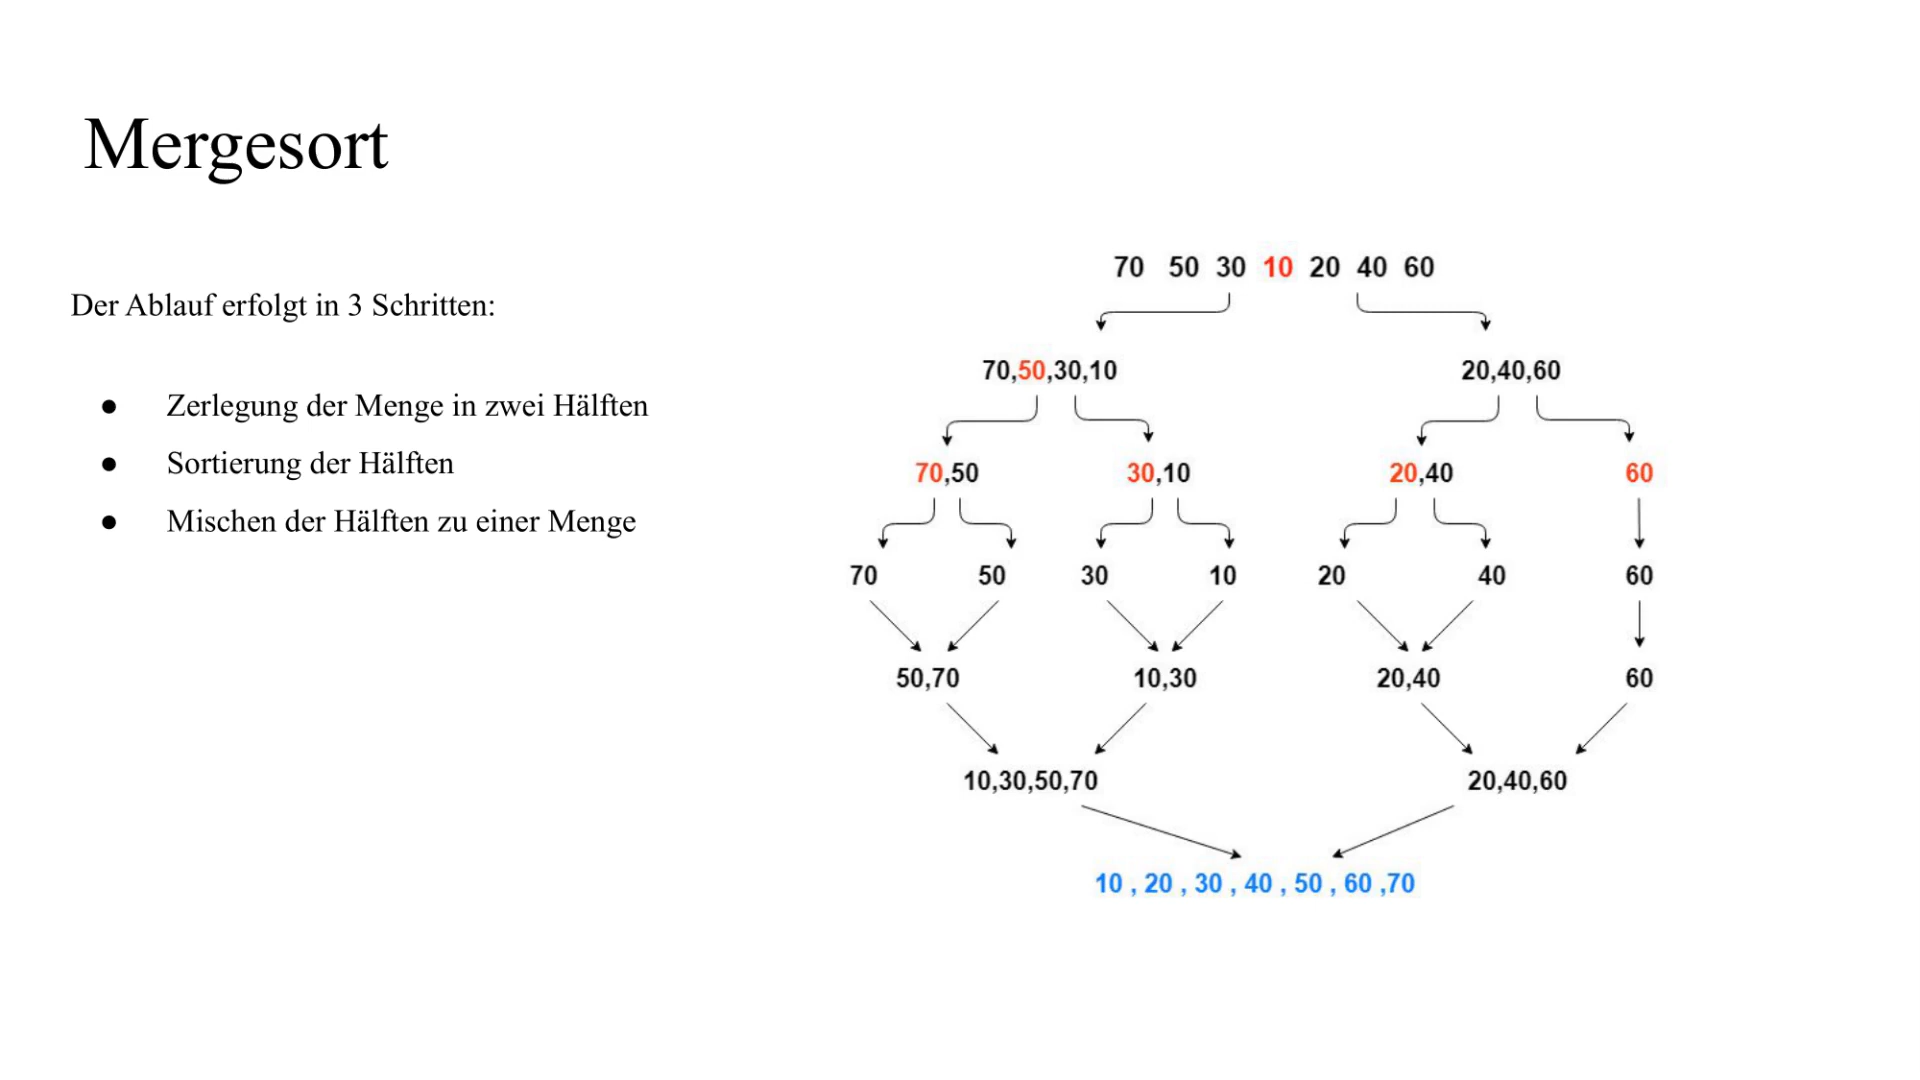 Mergesort
Der Ablauf erfolgt in 3 Schritten:
● Zerlegung der Menge in zwei Hälften
● Sortierung der Hälften
● Mischen der Hälften zu einer Menge
70 50 30 10 20 40 60
70,50,30,10 20,40,60
70,50 30,10 20,40 60
70 50 30 10 20 40 60
50,70 10,30 20,40 60
10,30,50,70 20,40,60
10 , 20 , 30 , 40 , 50 , 60 ,70